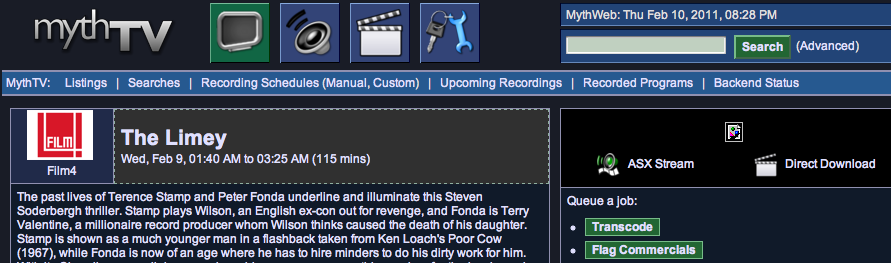 mythTV
MythWeb: Thu Feb 10, 2011, 08:28 PM
Search (Advanced)
MythTV: Listings | Searches | Recording Schedules (Manual, Custom) | Upcoming Recordings | Recorded Programs | Backend Status
FILM4
Film4
The Limey
Wed, Feb 9, 01:40 AM to 03:25 AM (115 mins)
The past lives of Terence Stamp and Peter Fonda underline and illuminate this Steven
Soderbergh thriller. Stamp plays Wilson, an English ex-con out for revenge, and Fonda is Terry
Valentine, a millionaire record producer whom Wilson thinks caused the death of his daughter.
Stamp is shown as a much younger man in a flashback taken from Ken Loach's Poor Cow
(1967), while Fonda is now of an age where he has to hire minders to do his dirty work for him.
ASX Stream
Direct Download
Queue a job:
Transcode
Flag Commercials